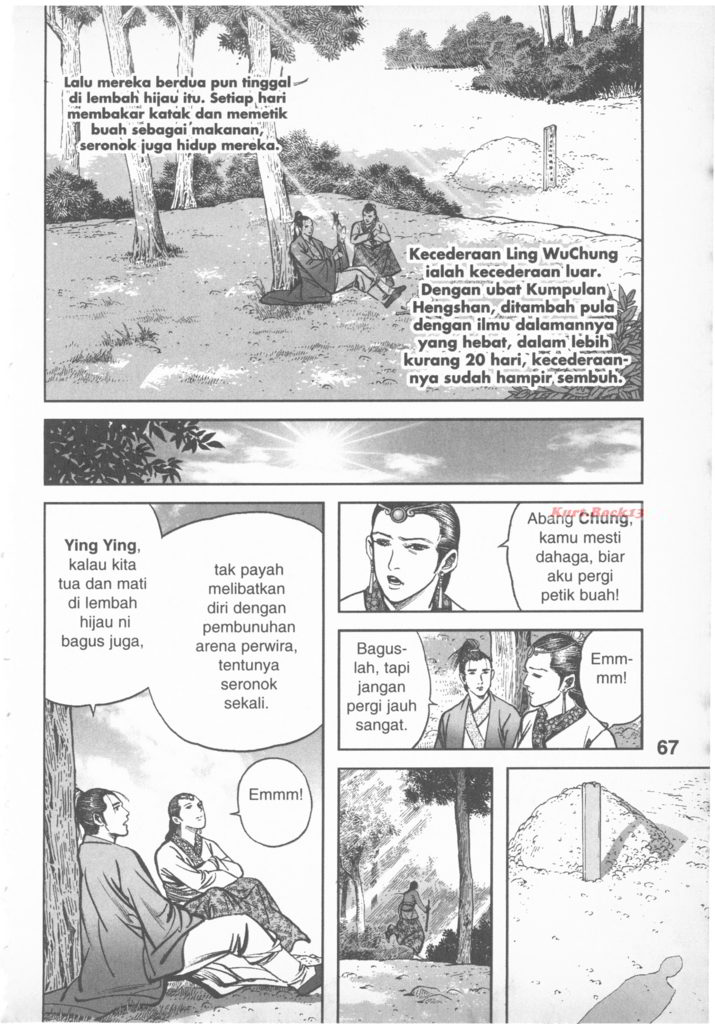 Lalu mereka berdua pun tinggal
di lembah hijau itu. Setiap hari
membakar katak dan memetik
buah sebagai makanan,
seronok juga hidup mereka.
Kecederaan Ling WuChung
ialah kecederaan luar.
Dengan ubat Kumpulan
Hengshan, ditambah pula
dengan ilmu dalamannya
yang hebat, dalam lebih
kurang 20 hari, kecederaan-
nya sudah hampir sembuh.
Ying Ying,
kalau kita
tua dan mati
di lembah
hijau ni
bagus juga,
tak payah
melibatkan
diri dengan
pembunuhan
arena perwira,
tentunya
seronok
sekali.
Emmm!
Kurt Back13
Abang Chung,
kamu mesti
dahaga, biar
aku pergi
petik buah!
Bagus-
lah, tapi
jangan
pergi jauh
sangat.
Emm-
mm!
67